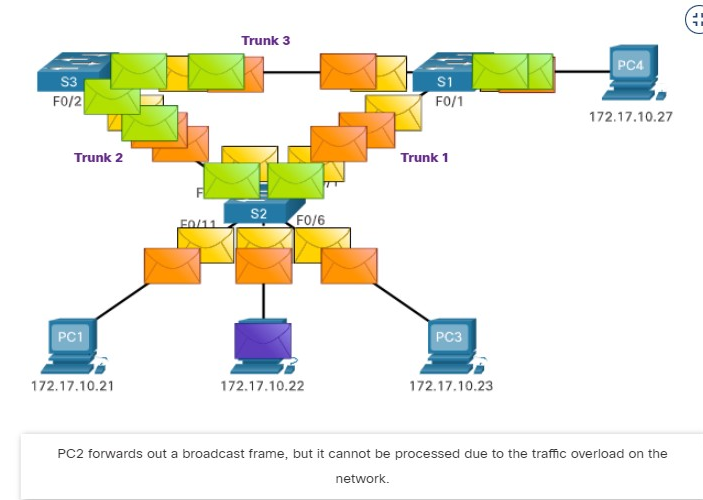 Trunk 3
S3
S1
PC4
F0/2
F0/1
172.17.10.27
Trunk 2
Trunk 1
S2
F0/11
F0/6
PC1
PC3
172.17.10.21
172.17.10.22
172.17.10.23
PC2 forwards out a broadcast frame, but it cannot be processed due to the traffic overload on the
network.